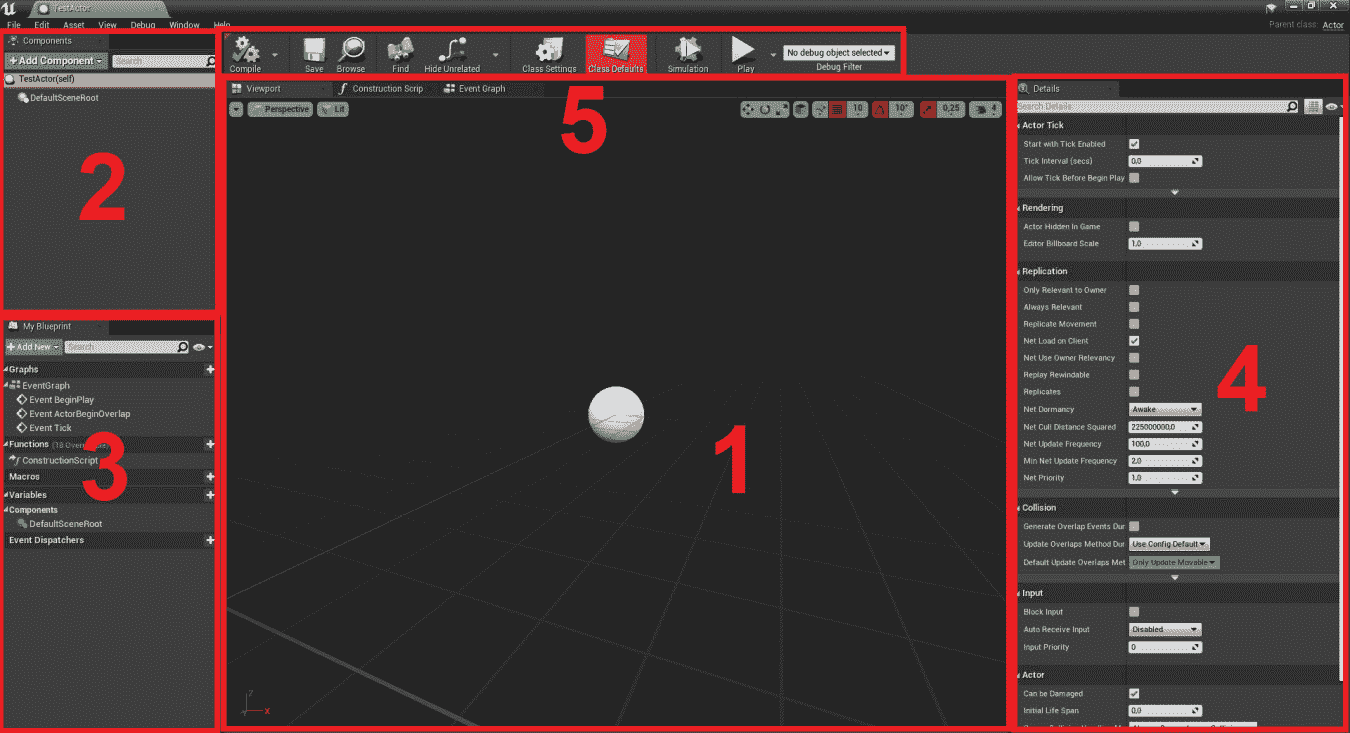 TestActor
File Edit Asset View Debug Window Help
Parent class: Actor
Components
+Add Component Search
TestActor(self)
DefaultSceneRoot
2
Compile Save Browse Find Hide Unrelated Class Settings Class Defaults Simulation Play No debug object selected
Debug Filter
5
Viewport Construction Scrip Event Graph
Perspective Lit 10 10° 0,25 4
1
My Blueprint
+Add New Search
Graphs
EventGraph
Event BeginPlay
Event ActorBeginOverlap
Event Tick
Functions (18 Overridable)
ConstructionScript
Macros
Variables
Components
DefaultSceneRoot
Event Dispatchers
3
Z
X
Details
Search Details
Actor Tick
Start with Tick Enabled
Tick Interval (secs) 0,0
Allow Tick Before Begin Play
Rendering
Actor Hidden In Game
Editor Billboard Scale 1,0
Replication
Only Relevant to Owner
Always Relevant
Replicate Movement
Net Load on Client
Net Use Owner Relevancy
Replay Rewindable
Replicates
Net Dormancy Awake
Net Cull Distance Squared 225000000,0
Net Update Frequency 100,0
Min Net Update Frequency 2,0
Net Priority 1,0
4
Collision
Generate Overlap Events Dur
Update Overlaps Method Dur Use Config Default
Default Update Overlaps Met Only Update Movable
Input
Block Input
Auto Receive Input Disabled
Input Priority 0
Actor
Can be Damaged
Initial Life Span 0,0